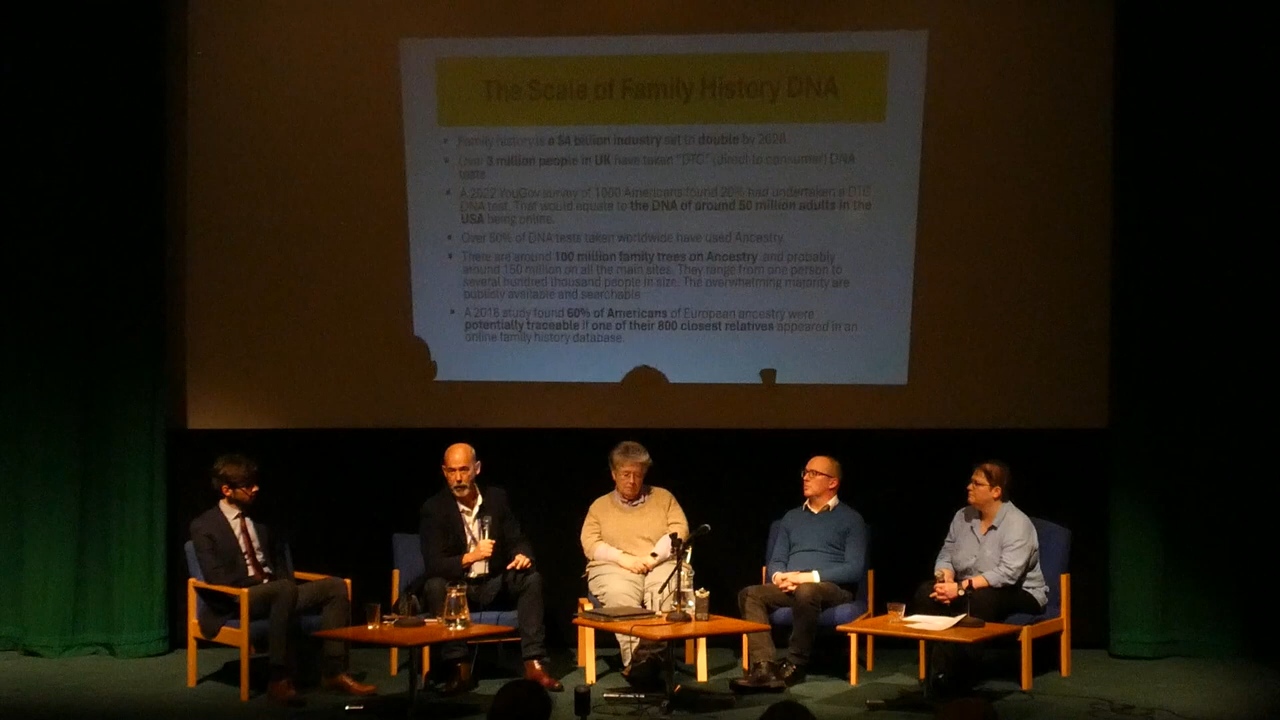 The Scale of Family History DNA
Family history is a $4 billion industry set to double by 2028.
Over 3 million people in UK have taken "DTC" (direct to consumer) DNA
tests
A 2022 YouGov survey of 1000 Americans found 20% had undertaken a DTC
DNA test. That would equate to the DNA of around 50 million adults in the
USA being online.
Over 50% of DNA tests taken worldwide have used Ancestry.
There are around 100 million family trees on Ancestry and probably
around 150 million on all the main sites. They range from one person to
several hundred thousand people in size. The overwhelming majority are
publicly available and searchable
A 2018 study found 60% of Americans of European ancestry were
potentially traceable if one of their 800 closest relatives appeared in an
online family history database.